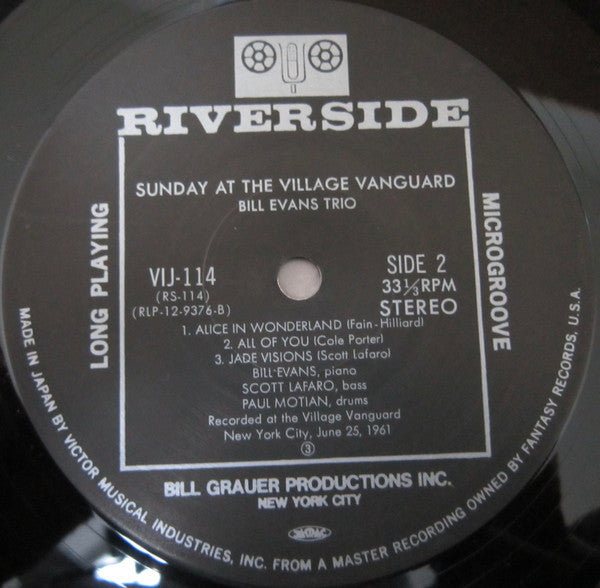 RIVERSIDE
SUNDAY AT THE VILLAGE VANGUARD
BILL EVANS TRIO
LONG PLAYING
MICROGROOVE
VIJ-114
(RS-114)
(RLP-12-9376-B)
SIDE 2
33⅓RPM
STEREO
1. ALICE IN WONDERLAND (Fain-Hilliard)
2. ALL OF YOU (Cole Porter)
3. JADE VISIONS (Scott Lafaro)
BILL EVANS, piano
SCOTT LAFARO, bass
PAUL MOTIAN, drums
Recorded at the Village Vanguard
New York City, June 25, 1961
③
BILL GRAUER PRODUCTIONS INC.
NEW YORK CITY
MADE IN JAPAN BY VICTOR MUSICAL INDUSTRIES, INC. FROM A MASTER RECORDING OWNED BY FANTASY RECORDS, U.S.A.